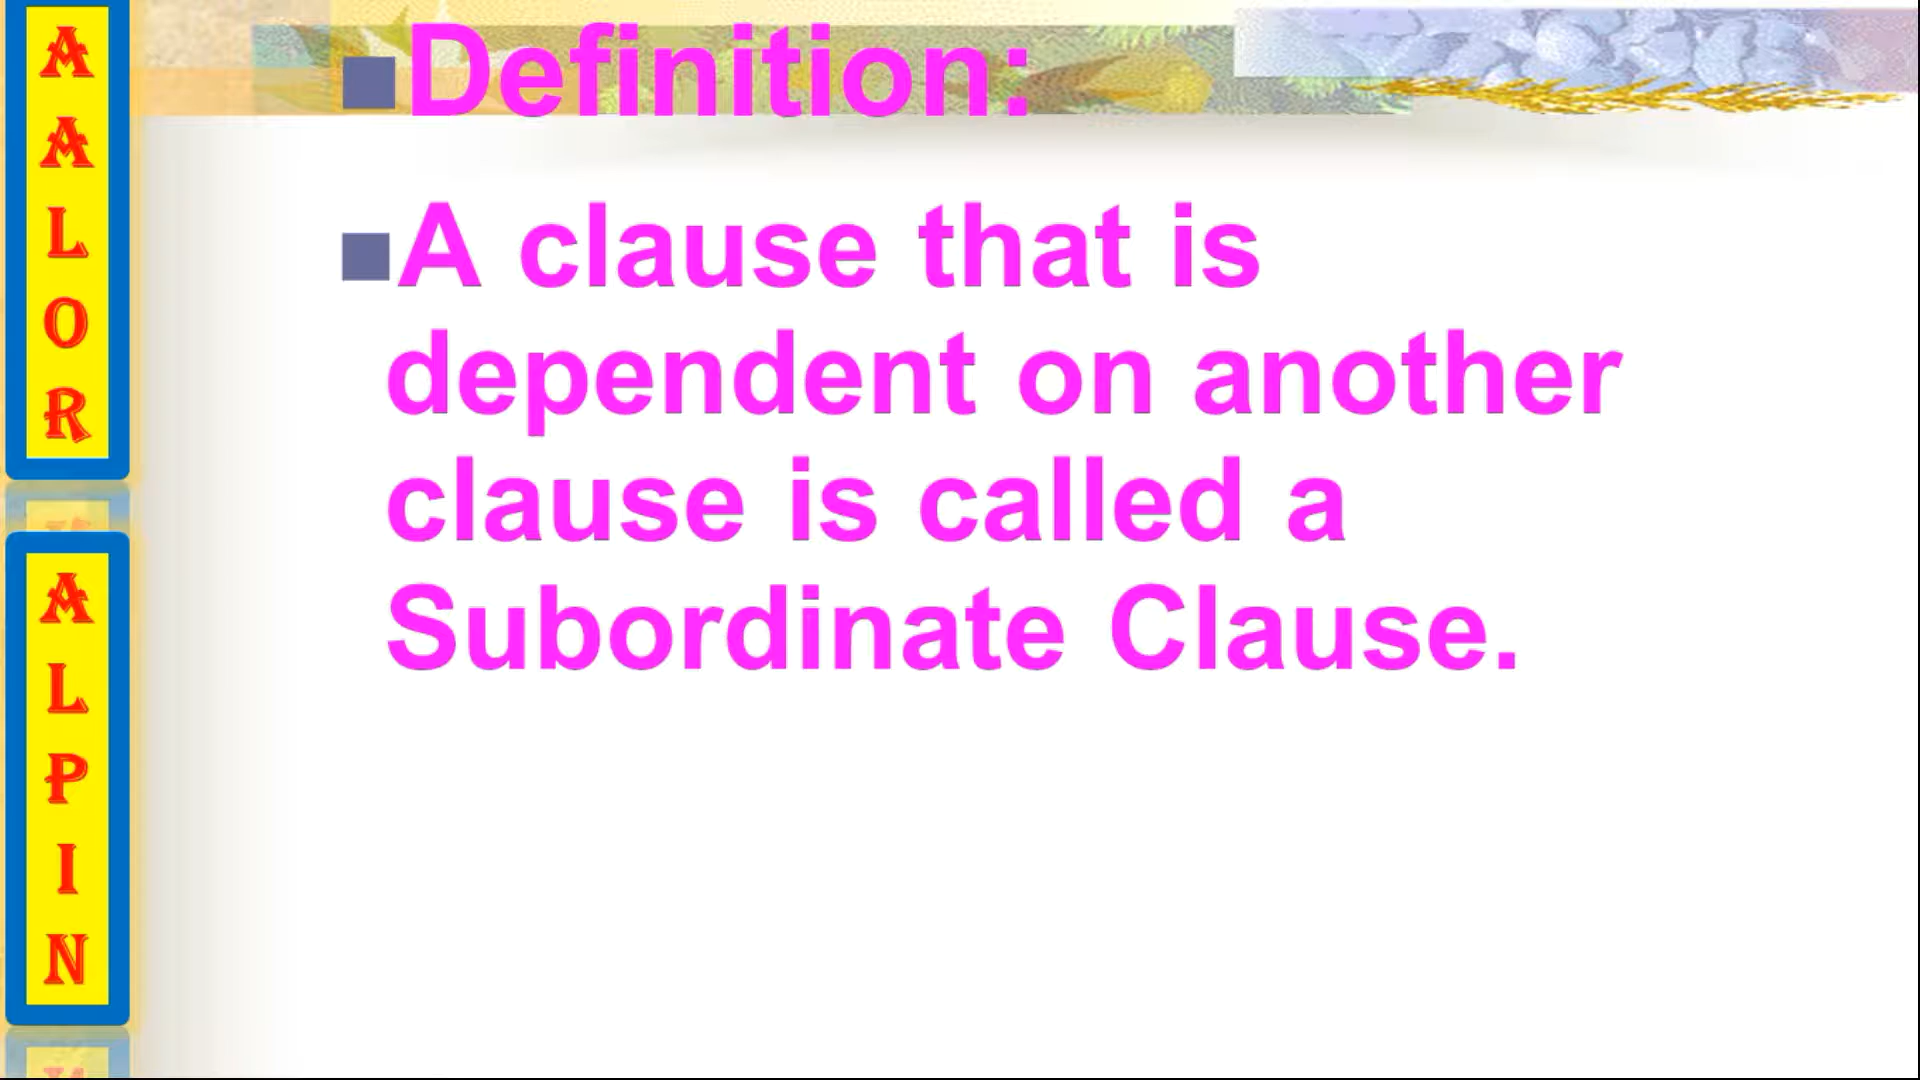 AALOR
ALPIN
Definition:
A clause that is
dependent on another
clause is called a
Subordinate Clause.